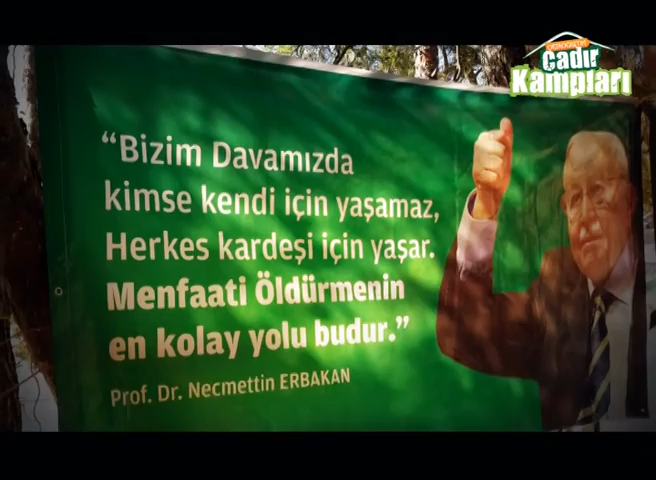 Çadır
Kampları
“Bizim Davamızda
kimse kendi için yaşamaz,
Herkes kardeşi için yaşar.
Menfaati Öldürmenin
en kolay yolu budur.”
Prof. Dr. Necmettin ERBAKAN